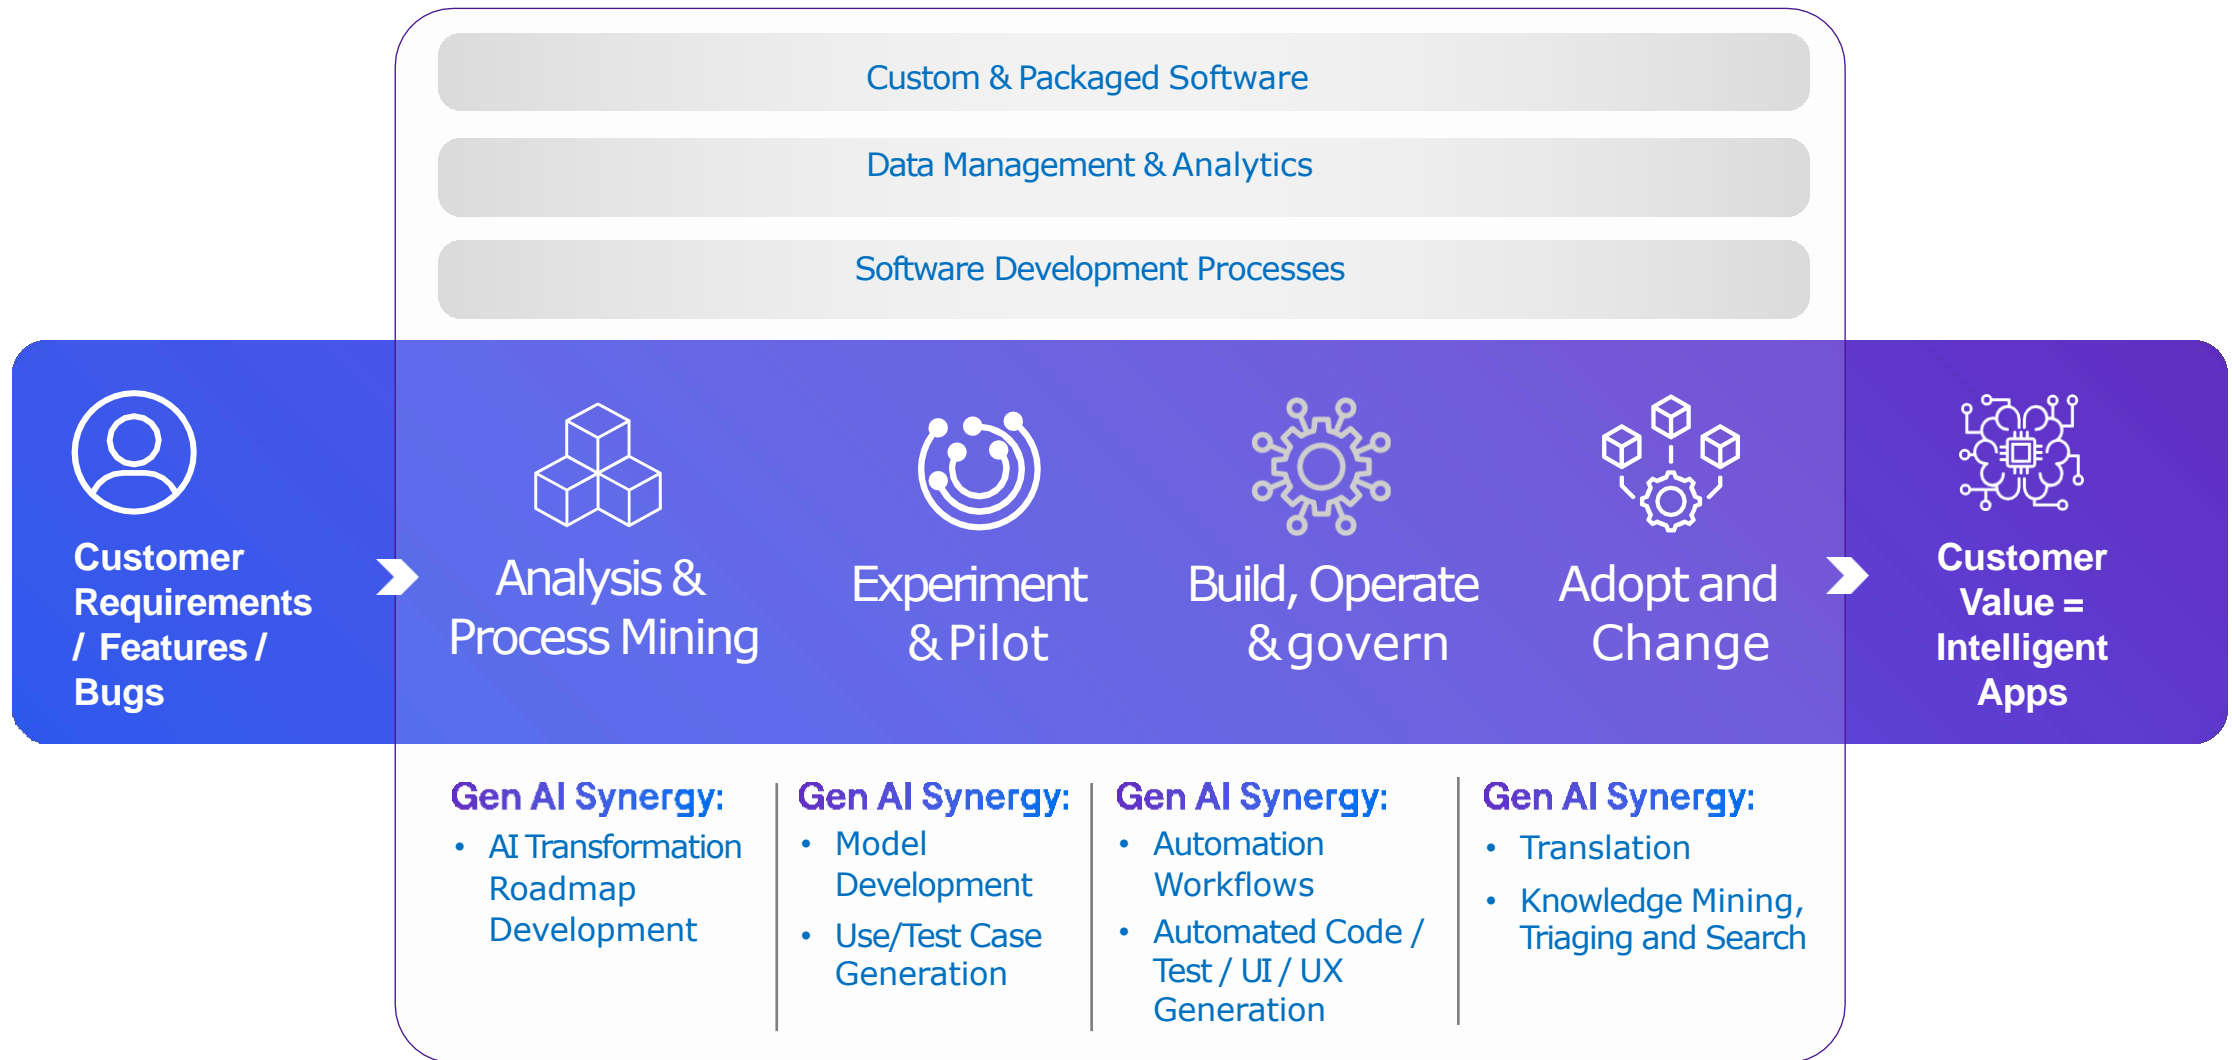 Custom & Packaged Software
Data Management & Analytics
Software Development Processes
Customer
Requirements
/ Features /
Bugs
Analysis &
Process Mining
Experiment
& Pilot
Build, Operate
& govern
Adopt and
Change
Customer
Value =
Intelligent
Apps
Gen AI Synergy:
• AI Transformation
Roadmap
Development
Gen AI Synergy:
• Model
Development
• Use/Test Case
Generation
Gen AI Synergy:
• Automation
Workflows
• Automated Code /
Test / UI / UX
Generation
Gen AI Synergy:
• Translation
• Knowledge Mining,
Triaging and Search